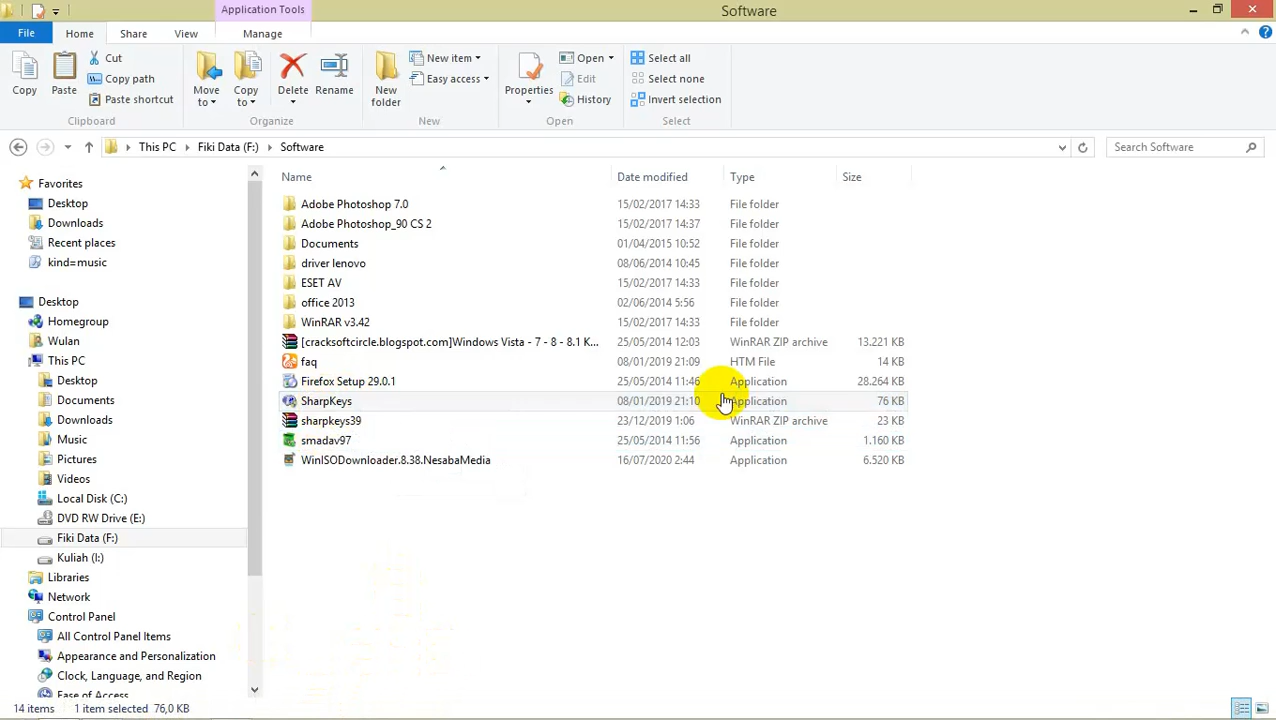 Application Tools
Software
File
Home
Share
View
Manage
Copy
Paste
Cut
Copy path
Paste shortcut
Move to
Copy to
Delete
Rename
New folder
New item
Easy access
Properties
Open
Edit
History
Select all
Select none
Invert selection
Clipboard
Organize
New
Open
Select
This PC
Fiki Data (F:)
Software
Search Software
Favorites
Desktop
Downloads
Recent places
kind=music
Desktop
Homegroup
Wulan
This PC
Desktop
Documents
Downloads
Music
Pictures
Videos
Local Disk (C:)
DVD RW Drive (E:)
Fiki Data (F:)
Kuliah (I:)
Libraries
Network
Control Panel
All Control Panel Items
Appearance and Personalization
Clock, Language, and Region
Ease of Access
Name Date modified Type Size
Adobe Photoshop 7.0 15/02/2017 14:33 File folder
Adobe Photoshop_90 CS 2 15/02/2017 14:37 File folder
Documents 01/04/2015 10:52 File folder
driver lenovo 08/06/2014 10:45 File folder
ESET AV 15/02/2017 14:33 File folder
office 2013 02/06/2014 5:56 File folder
WinRAR v3.42 15/02/2017 14:33 File folder
[cracksoftcircle.blogspot.com]Windows Vista - 7 - 8 - 8.1 K... 25/05/2014 12:03 WinRAR ZIP archive 13.221 KB
faq 08/01/2019 21:09 HTM File 14 KB
Firefox Setup 29.0.1 25/05/2014 11:46 Application 28.264 KB
SharpKeys 08/01/2019 21:10 Application 76 KB
sharpkeys39 23/12/2019 1:06 WinRAR ZIP archive 23 KB
smadav97 25/05/2014 11:56 Application 1.160 KB
WinISODownloader.8.38.NesabaMedia 16/07/2020 2:44 Application 6.520 KB
14 items 1 item selected 76,0 KB